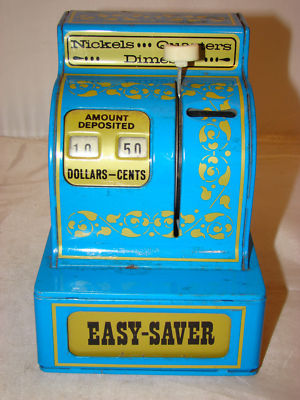 Nickels••• Quarters
Dimes
AMOUNT
DEPOSITED
10 50
DOLLARS—CENTS
EASY-SAVER